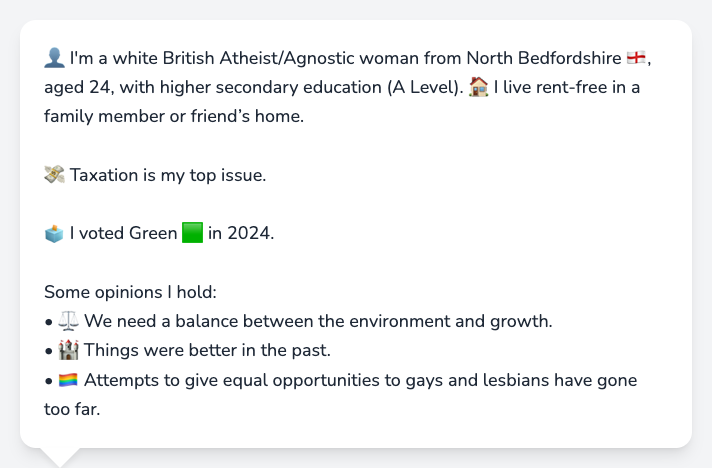 👤 I'm a white British Atheist/Agnostic woman from North Bedfordshire 🏴󠁧󠁢󠁥󠁮󠁧󠁿,
aged 24, with higher secondary education (A Level). 🏠 I live rent-free in a
family member or friend’s home.
💸 Taxation is my top issue.
🗳️ I voted Green 🟩 in 2024.
Some opinions I hold:
• ⚖️ We need a balance between the environment and growth.
• 🏰 Things were better in the past.
• 🏳️‍🌈 Attempts to give equal opportunities to gays and lesbians have gone
too far.